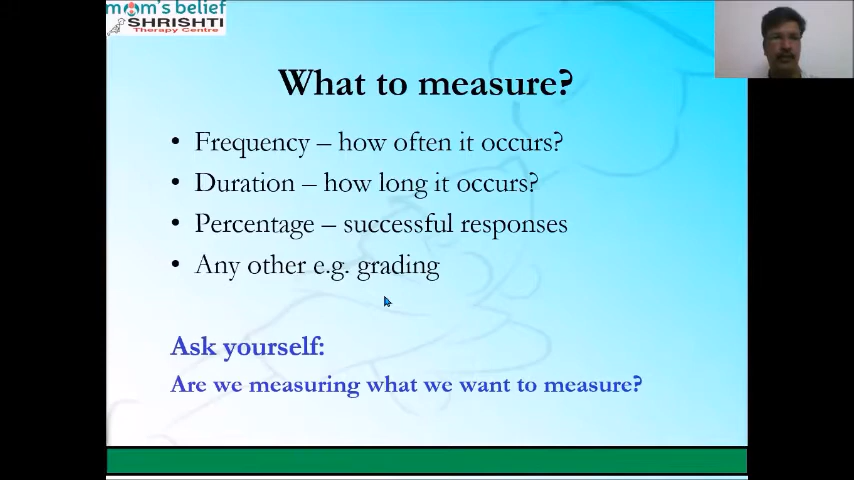 mom's belief
SHRISHTI
Therapy Centre
What to measure?
• Frequency – how often it occurs?
• Duration – how long it occurs?
• Percentage – successful responses
• Any other e.g. grading
Ask yourself:
Are we measuring what we want to measure?